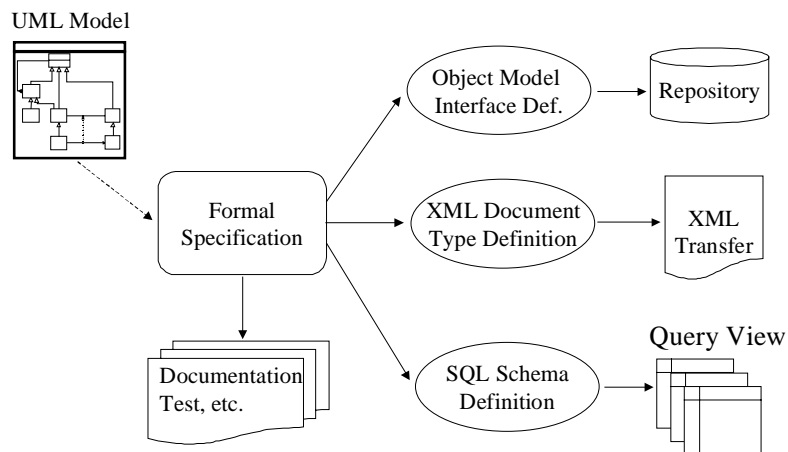 UML Model
Object Model
Interface Def.
Repository
Formal
Specification
XML Document
Type Definition
XML
Transfer
Documentation
Test, etc.
SQL Schema
Definition
Query View